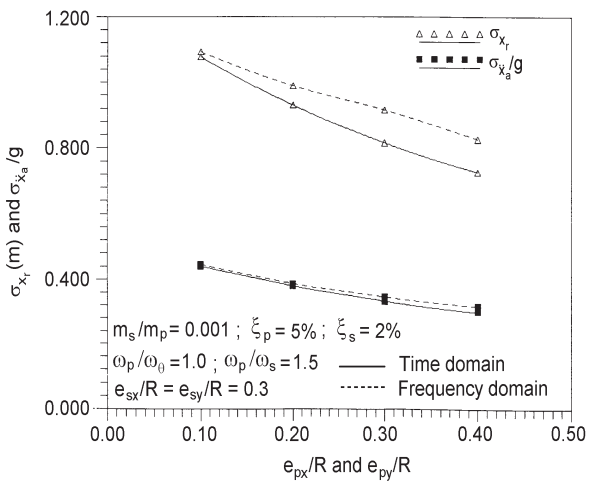 1.200
0.800
0.400
0.000
σxr(m) and σẍa/g
σxr
σẍa/g
ms/mp = 0.001 ; ξp = 5% ; ξs = 2%
ωp/ωθ =1.0 ; ωp/ωs = 1.5
esx/R = esy/R = 0.3
Time domain
Frequency domain
0.00 0.10 0.20 0.30 0.40 0.50
epx/R and epy/R